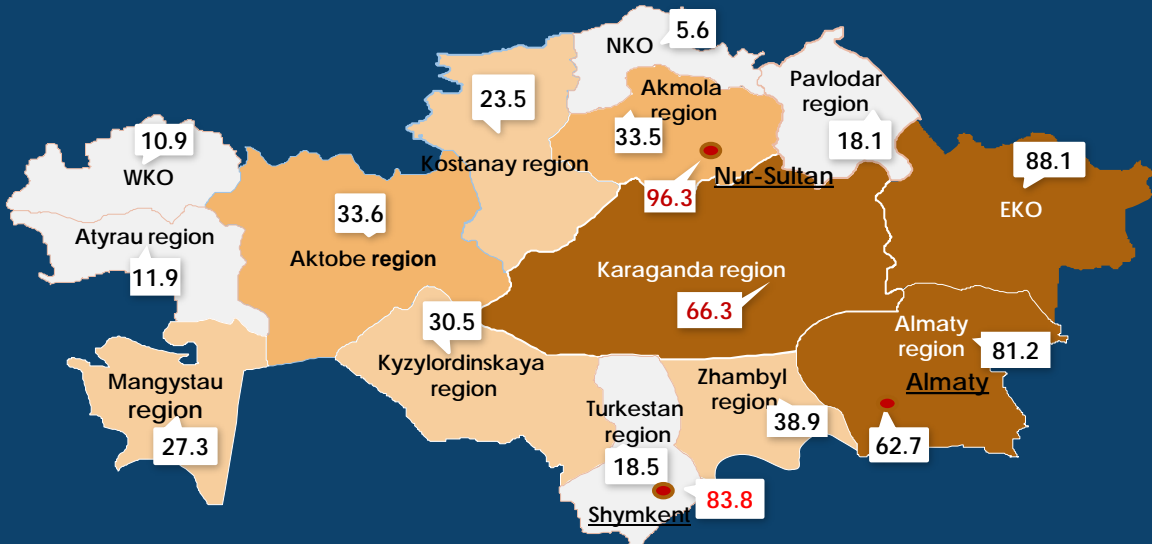 NKO
5.6
Pavlodar
region
18.1
Akmola
region
33.5
23.5
Kostanay region
10.9
WKO
88.1
EKO
Nur-Sultan
96.3
33.6
Aktobe region
Atyrau region
11.9
Karaganda region
66.3
30.5
Kyzylordinskaya
region
Almaty
region
81.2
Almaty
62.7
Mangystau
region
27.3
Zhambyl
region
38.9
Turkestan
region
18.5
83.8
Shymkent